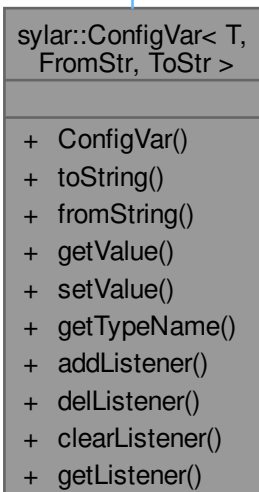 sylar::ConfigVar< T,
FromStr, ToStr >
+ ConfigVar()
+ toString()
+ fromString()
+ getValue()
+ setValue()
+ getTypeName()
+ addListener()
+ delListener()
+ clearListener()
+ getListener()